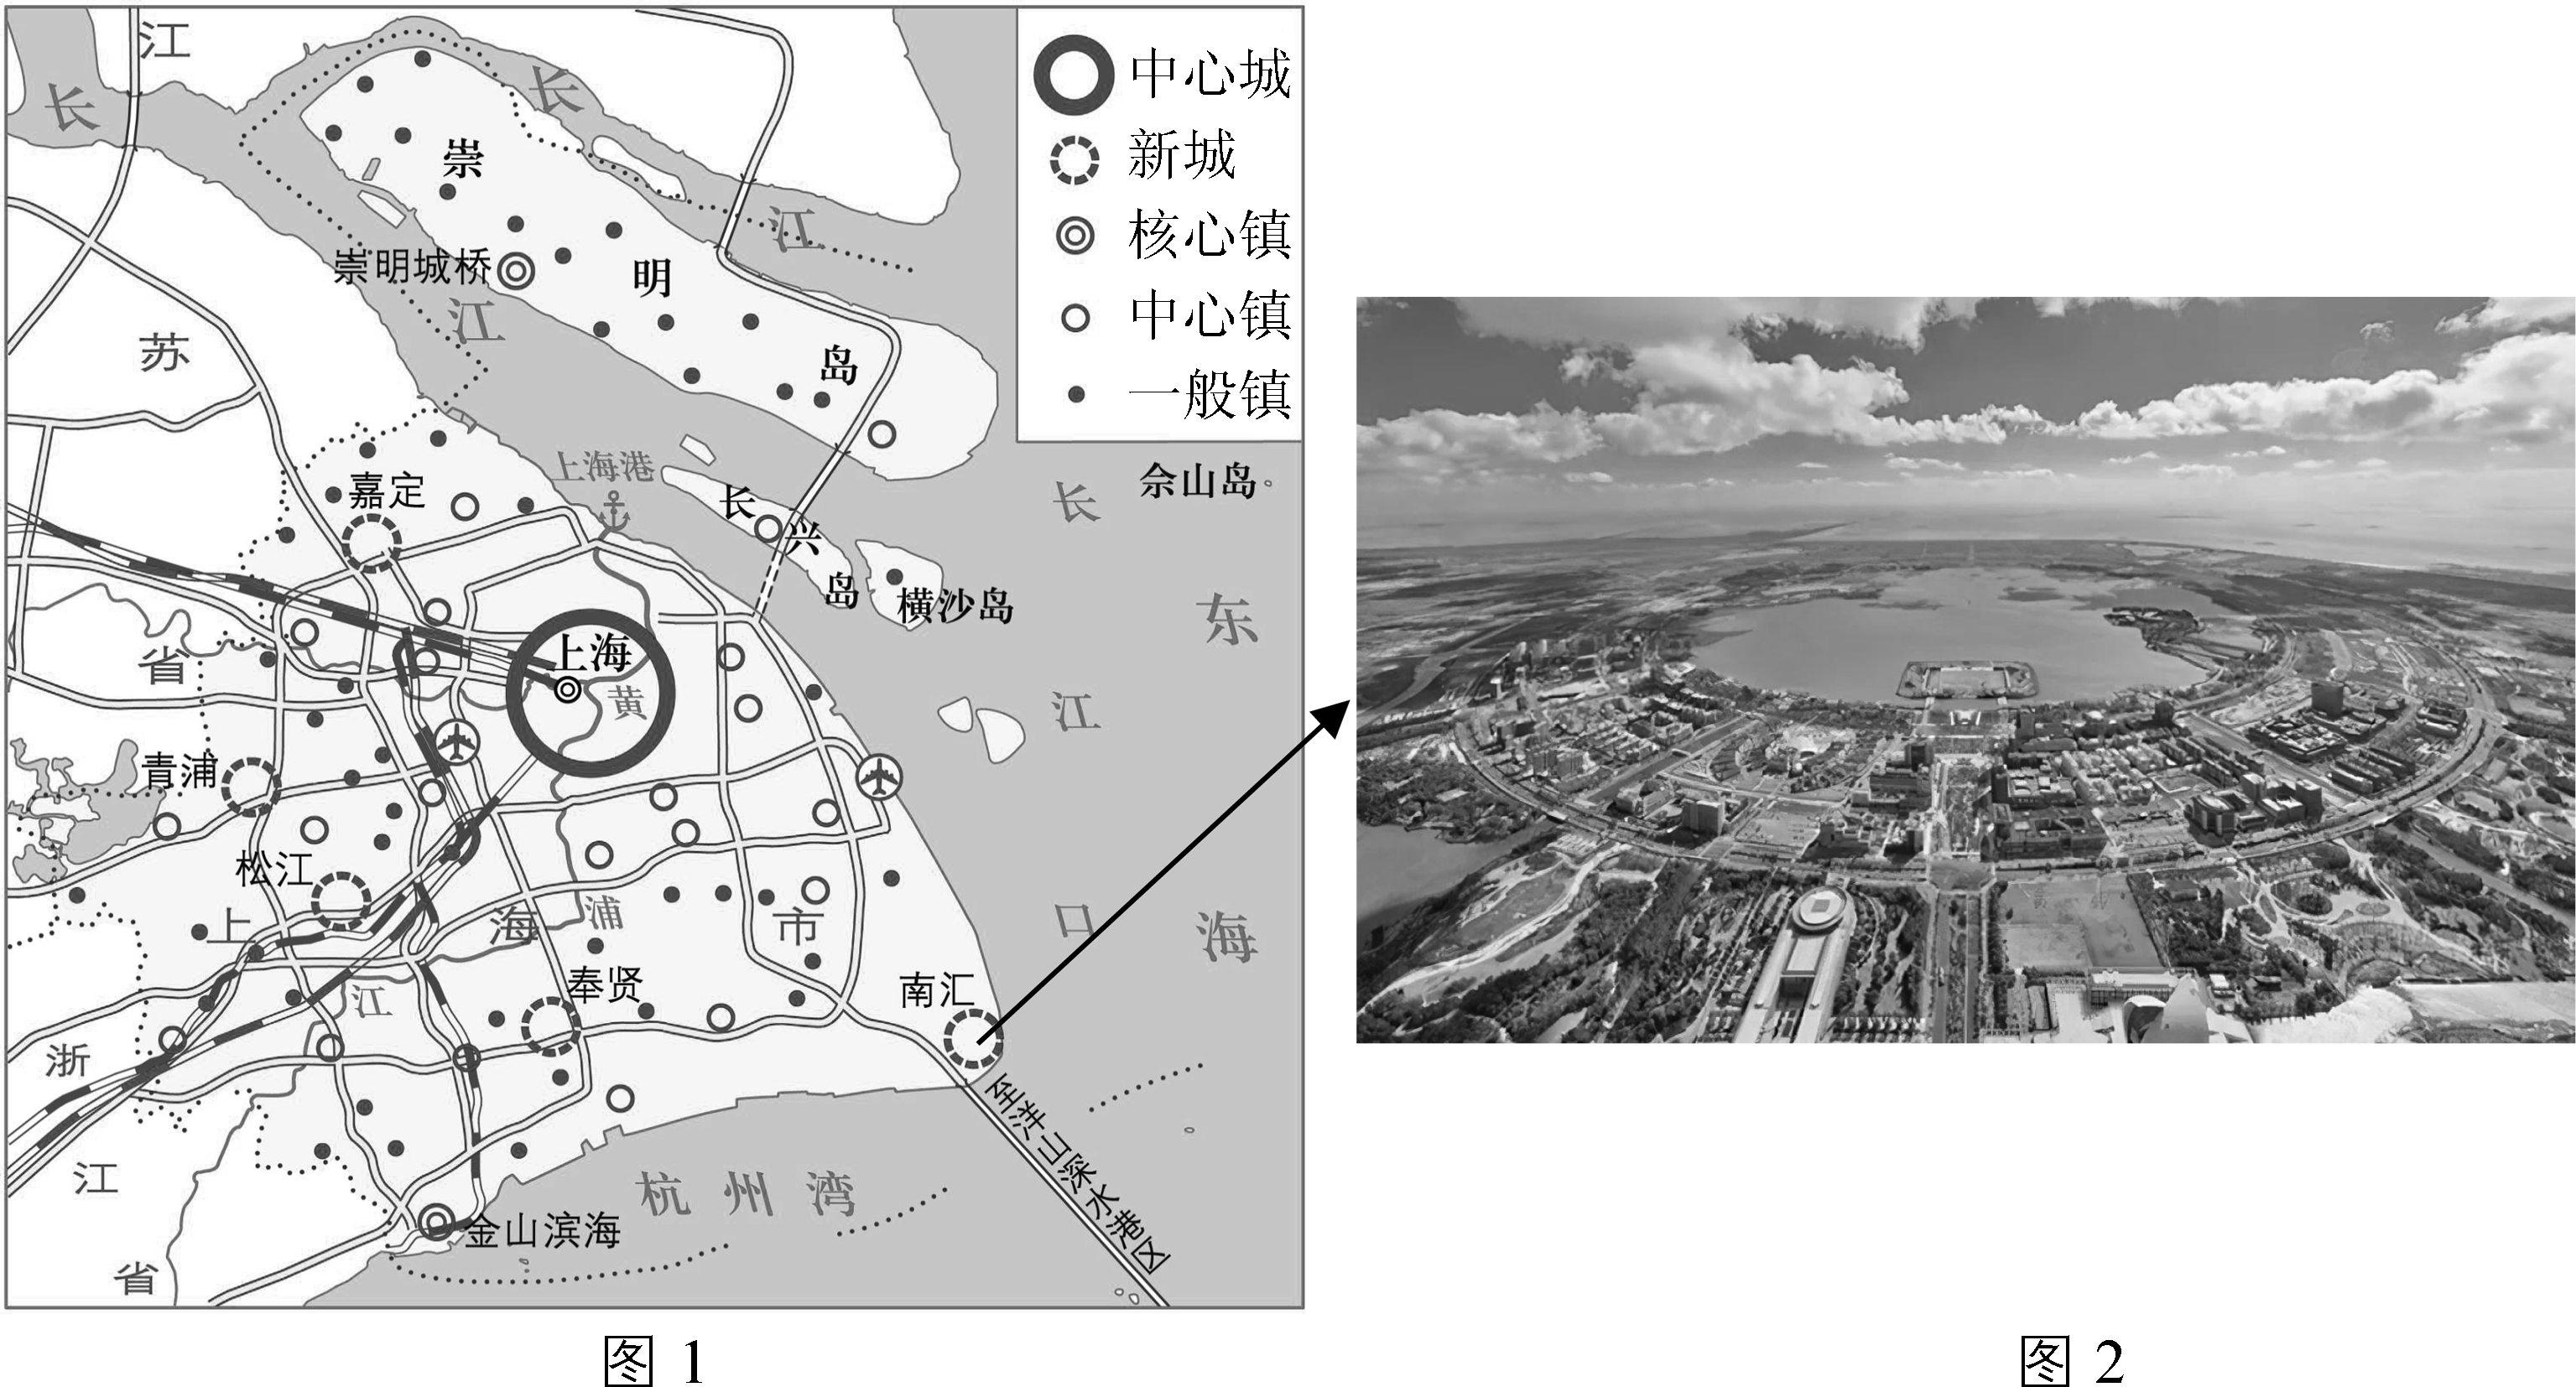 中心城
新城
核心镇
中心镇
一般镇
江
苏
省
浙
江
省
长
江
长
江
崇
明
岛
崇明城桥
嘉定
上海港
长
兴
岛
横沙岛
佘山岛
长
江
口
东
海
上海
黄
浦
江
青浦
松江
上
海
市
奉贤
南汇
至洋山深水港区
金山滨海
杭州湾
图 1
图 2